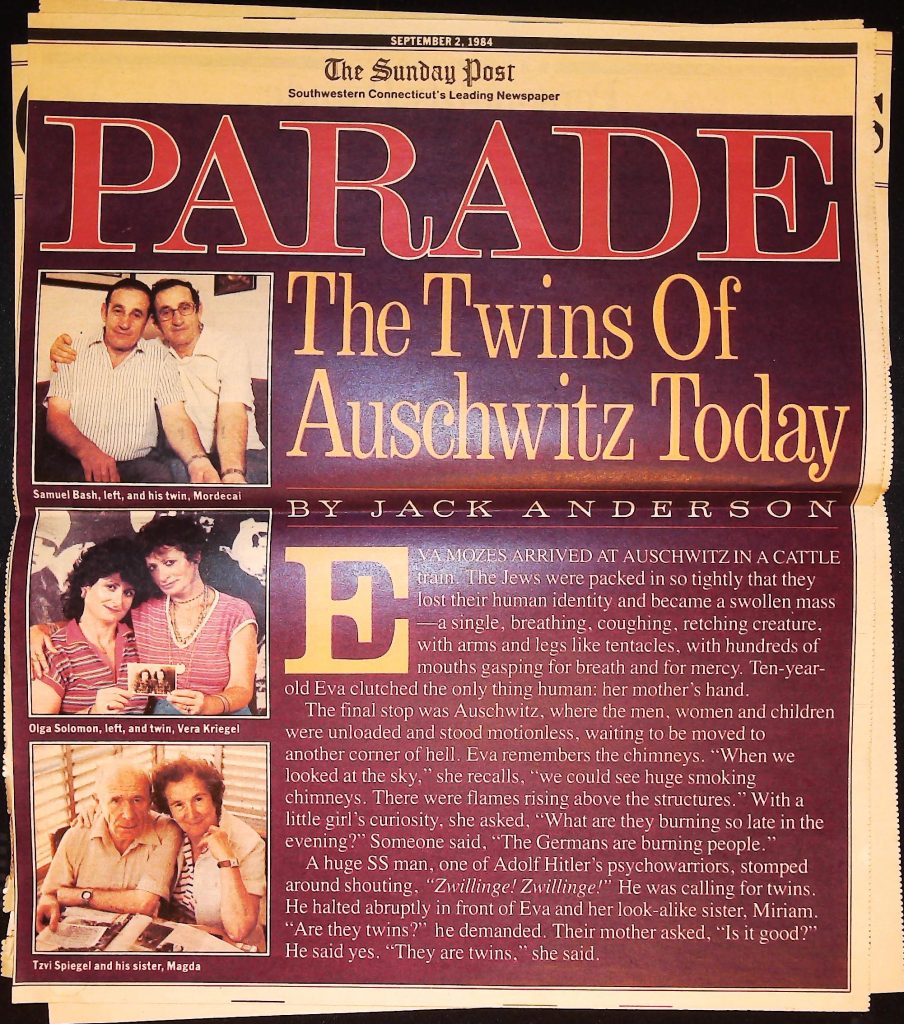 SEPTEMBER 2, 1984
The Sunday Post
Southwestern Connecticut's Leading Newspaper
PARADE
The Twins Of
Auschwitz Today
BY JACK ANDERSON
EVA MOZES ARRIVED AT AUSCHWITZ IN A CATTLE
train. The Jews were packed in so tightly that they
lost their human identity and became a swollen mass
—a single, breathing, coughing, retching creature,
with arms and legs like tentacles, with hundreds of
mouths gasping for breath and for mercy. Ten-year-
old Eva clutched the only thing human: her mother's hand.
The final stop was Auschwitz, where the men, women and children
were unloaded and stood motionless, waiting to be moved to
another corner of hell. Eva remembers the chimneys. "When we
looked at the sky," she recalls, "we could see huge smoking
chimneys. There were flames rising above the structures." With a
little girl's curiosity, she asked, "What are they burning so late in the
evening?" Someone said, "The Germans are burning people."
A huge SS man, one of Adolf Hitler's psychowarriors, stomped
around shouting, "Zwillinge! Zwillinge!" He was calling for twins.
He halted abruptly in front of Eva and her look-alike sister, Miriam.
"Are they twins?" he demanded. Their mother asked, "Is it good?"
He said yes. "They are twins," she said.
Samuel Bash, left, and his twin, Mordecai
Olga Solomon, left, and twin, Vera Kriegel
Tzvi Spiegel and his sister, Magda